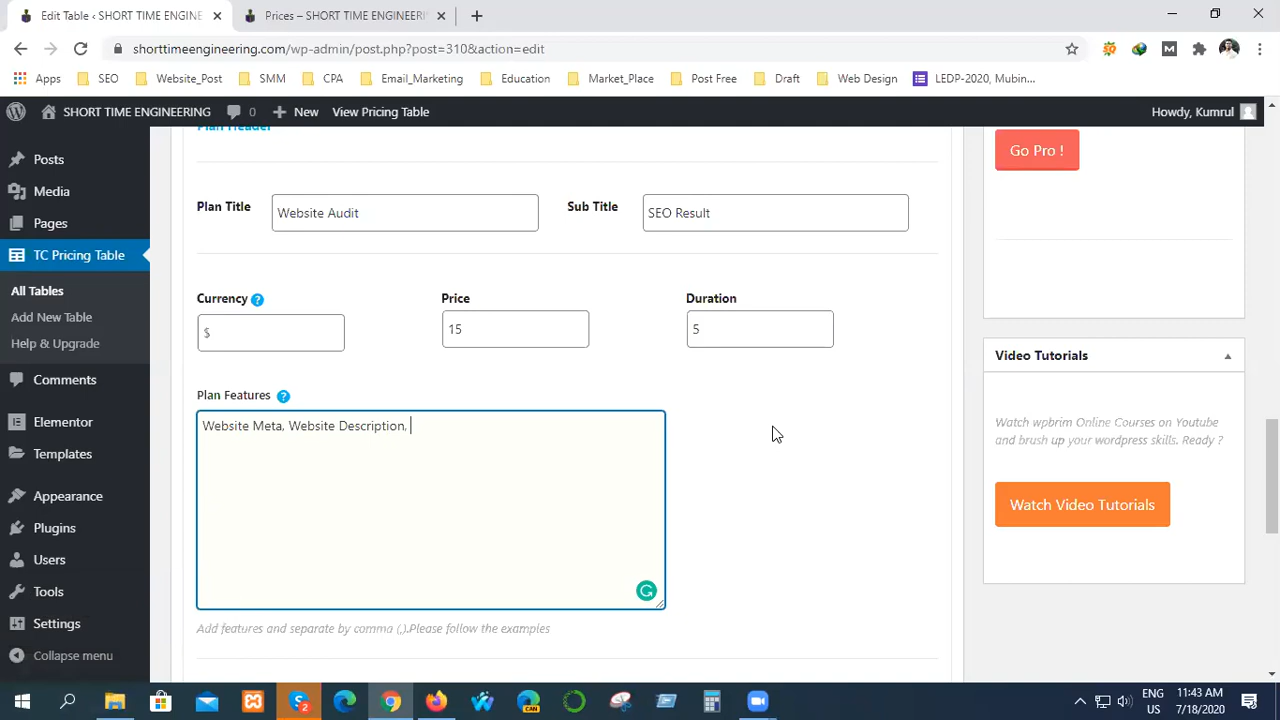 Edit Table ‹ SHORT TIME ENGINE
Prices – SHORT TIME ENGINEERIN
shorttimeengineering.com/wp-admin/post.php?post=310&action=edit
Apps SEO Website_Post SMM CPA Email_Marketing Education Market_Place Post Free Draft Web Design LEDP-2020, Mubin...
SHORT TIME ENGINEERING 0 New View Pricing Table Howdy, Kumrul
Plan Header
Go Pro !
Posts
Media
Pages
TC Pricing Table
All Tables
Add New Table
Help & Upgrade
Comments
Elementor
Templates
Appearance
Plugins
Users
Tools
Settings
Collapse menu
Plan Title Website Audit Sub Title SEO Result
Currency ? Price Duration
$ 15 5
Plan Features ?
Website Meta, Website Description,
Add features and separate by comma (,).Please follow the examples
Video Tutorials
Watch wpbrim Online Courses on Youtube
and brush up your wordpress skills. Ready ?
Watch Video Tutorials
ENG
US
11:43 AM
7/18/2020
2
CAN